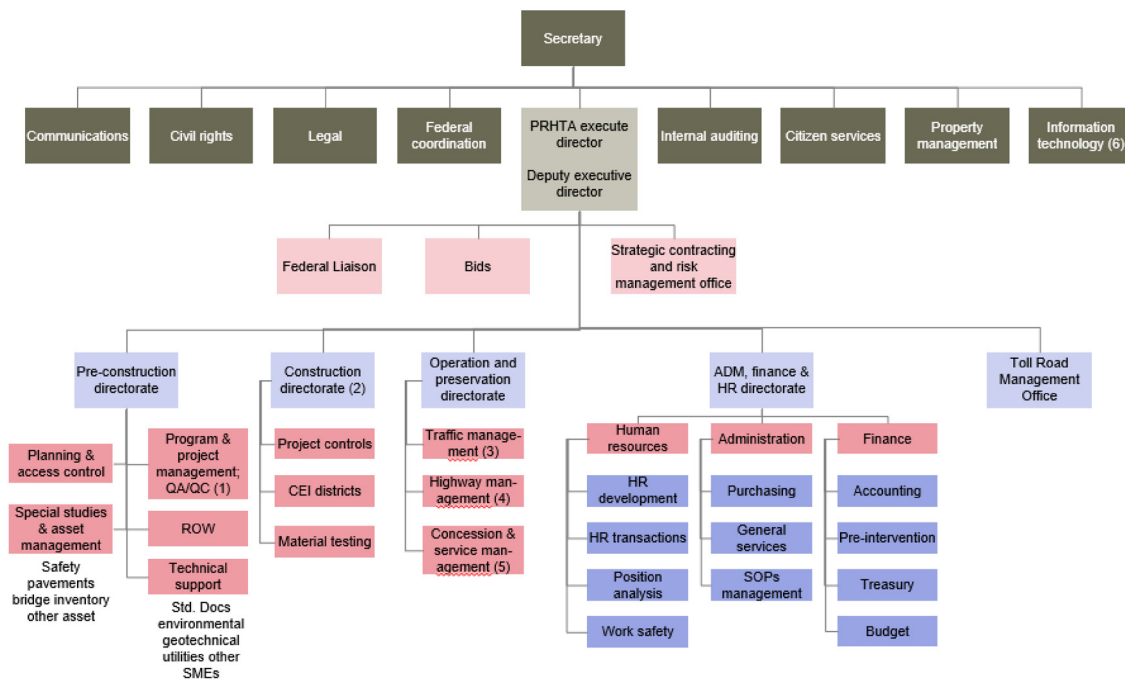 Secretary
Communications
Civil rights
Legal
Federal
coordination
PRHTA execute
director
Deputy executive
director
Internal auditing
Citizen services
Property
management
Information
technology (6)
Federal Liaison
Bids
Strategic contracting
and risk
management office
Pre-construction
directorate
Construction
directorate (2)
Operation and
preservation
directorate
ADM, finance &
HR directorate
Toll Road
Management
Office
Planning &
access control
Special studies
& asset
management
Safety
pavements
bridge inventory
other asset
Program &
project
management;
QA/QC (1)
ROW
Technical
support
Std. Docs
environmental
geotechnical
utilities other
SMEs
Project controls
CEI districts
Material testing
Traffic manage-
ment (3)
Highway man-
agement (4)
Concession &
service man-
agement (5)
Human
resources
HR
development
HR transactions
Position
analysis
Work safety
Administration
Purchasing
General
services
SOPs
management
Finance
Accounting
Pre-intervention
Treasury
Budget